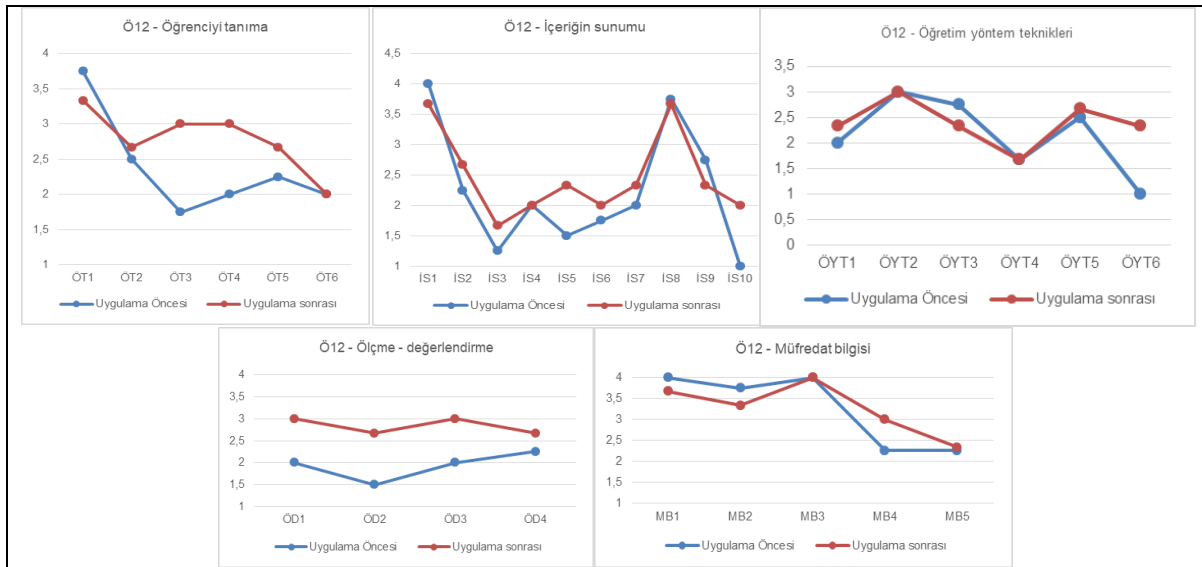 Ö12 - Öğrenciyi tanıma
4
3,5
3
2,5
2
1,5
1
ÖT1 ÖT2 ÖT3 ÖT4 ÖT5 ÖT6
Uygulama Öncesi Uygulama sonrası
Ö12 - İçeriğin sunumu
4,5
4
3,5
3
2,5
2
1,5
1
İS1 İS2 İS3 İS4 İS5 İS6 İS7 İS8 İS9 İS10
Uygulama Öncesi Uygulama sonrası
Ö12 - Öğretim yöntem teknikleri
3,5
3
2,5
2
1,5
1
0,5
0
ÖYT1 ÖYT2 ÖYT3 ÖYT4 ÖYT5 ÖYT6
Uygulama Öncesi Uygulama sonrası
Ö12 - Ölçme - değerlendirme
4
3,5
3
2,5
2
1,5
1
ÖD1 ÖD2 ÖD3 ÖD4
Uygulama Öncesi Uygulama sonrası
Ö12 - Müfredat bilgisi
4
3,5
3
2,5
2
1,5
1
MB1 MB2 MB3 MB4 MB5
Uygulama Öncesi Uygulama sonrası